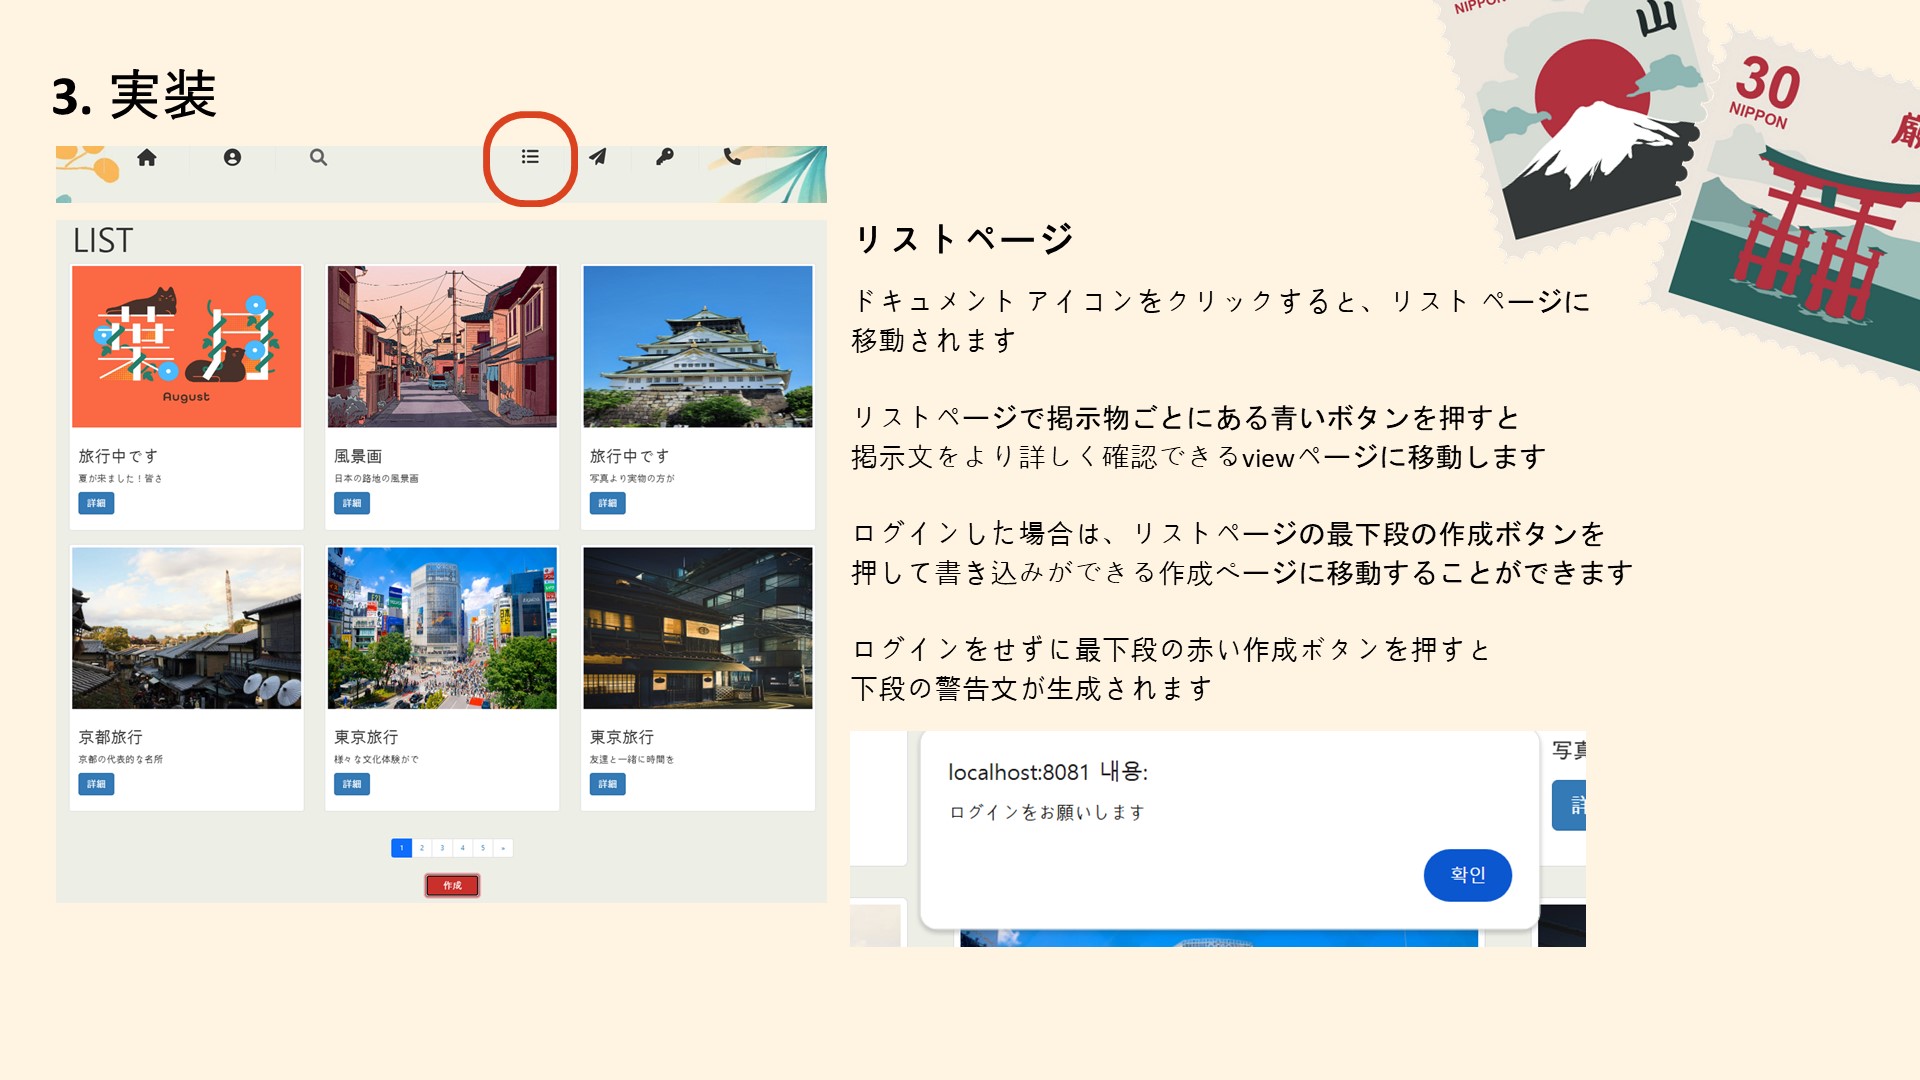 3. 実装
LIST
葉月
August
旅行中です
夏が来ました！皆さ
詳細
風景画
日本の路地の風景画
詳細
旅行中です
写真より実物の方が
詳細
京都旅行
京都の代表的な名所
詳細
東京旅行
様々な文化体験がで
詳細
東京旅行
友達と一緒に時間を
詳細
1 2 3 4 5 »
作成
リストページ
ドキュメント アイコンをクリックすると、リスト ページに
移動されます
リストページで掲示物ごとにある青いボタンを押すと
掲示文をより詳しく確認できるviewページに移動します
ログインした場合は、リストページの最下段の作成ボタンを
押して書き込みができる作成ページに移動することができます
ログインをせずに最下段の赤い作成ボタンを押すと
下段の警告文が生成されます
localhost:8081 내용:
ログインをお願いします
확인
写真
詳
NIPPON
山
30
NIPPON
厳